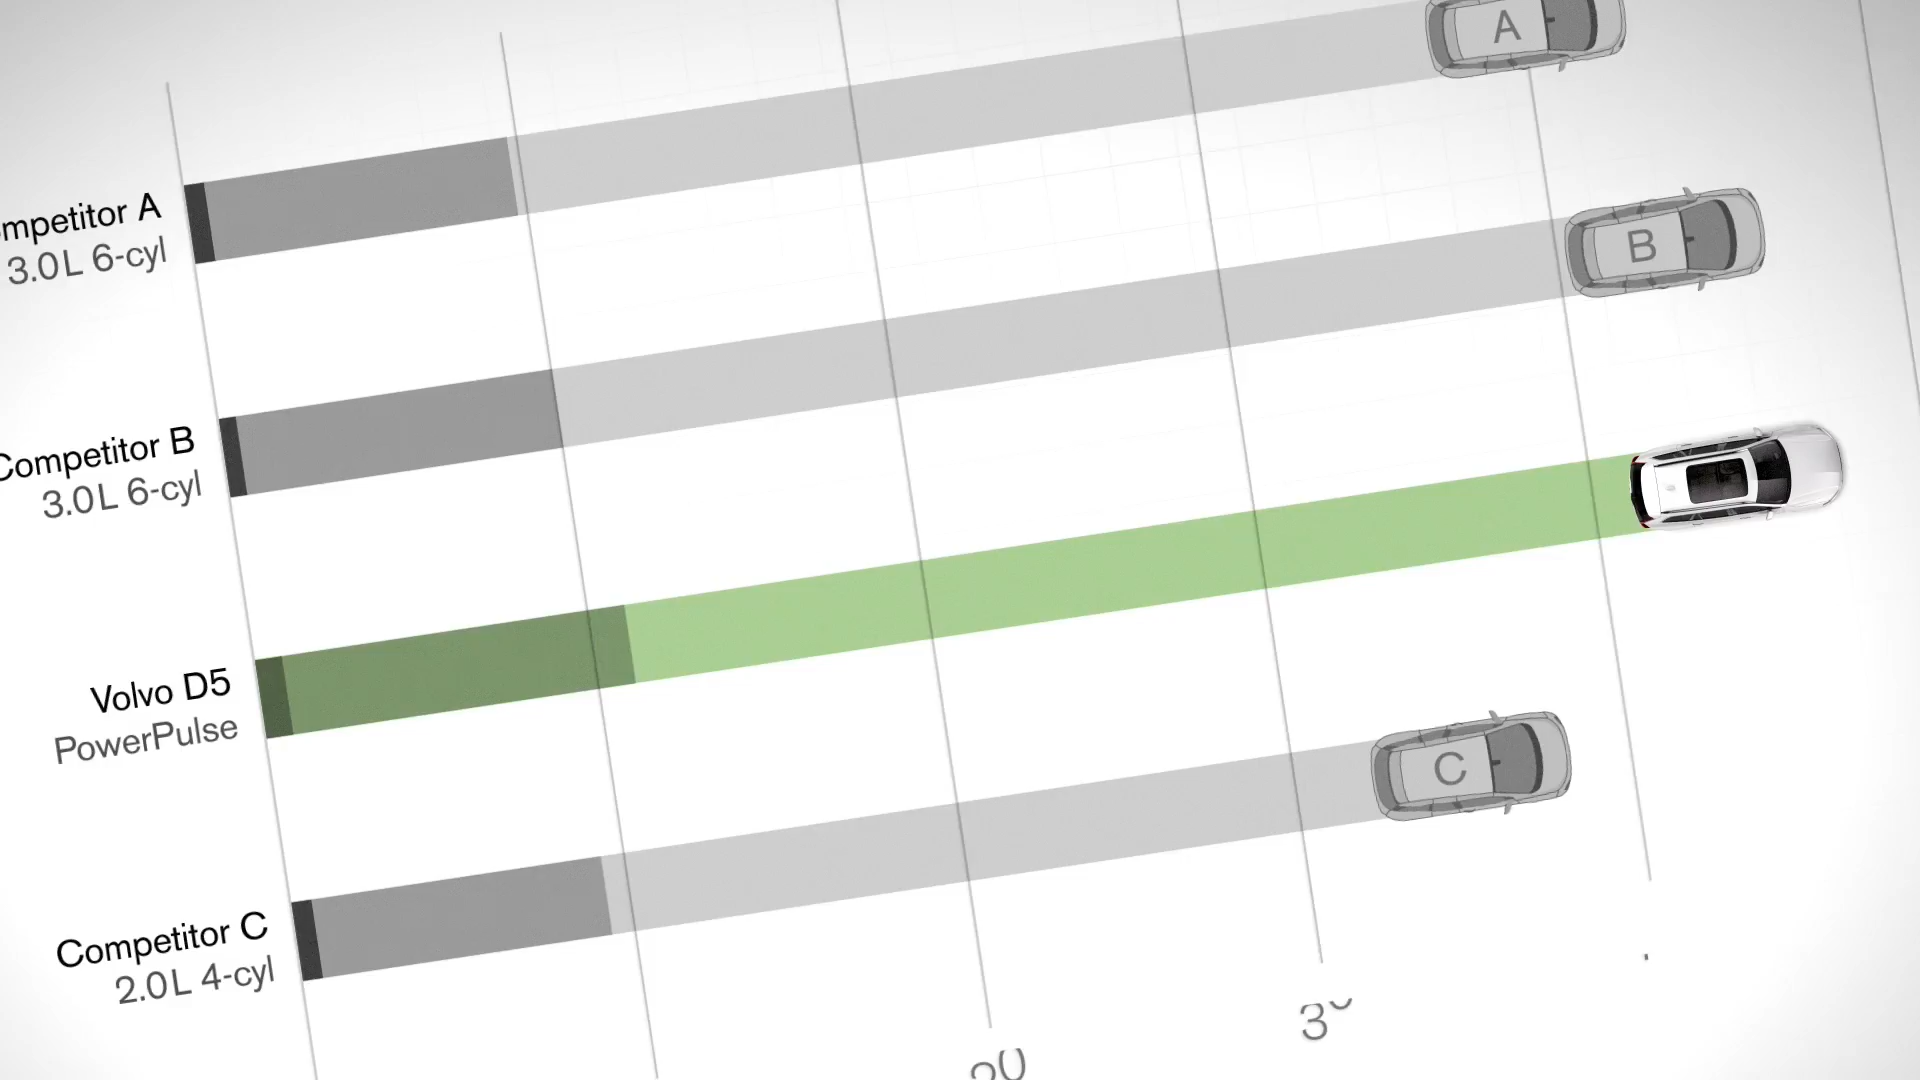 A
mpetitor A
3.0L 6-cyl
B
Competitor B
3.0L 6-cyl
Volvo D5
PowerPulse
C
Competitor C
2.0L 4-cyl